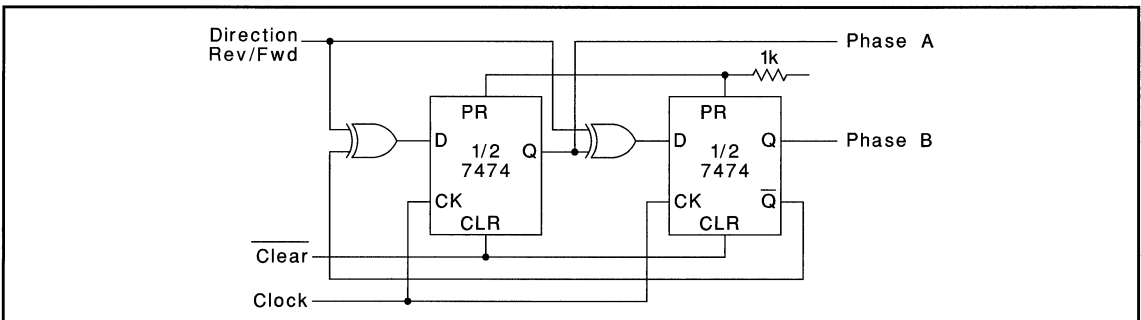 Direction
Rev/Fwd
Phase A
1k
PR
PR
D
1/2
7474
Q
D
1/2
7474
Q
Phase B
CK
CK
Q̅
CLR
CLR
C̅l̅e̅a̅r̅
Clock